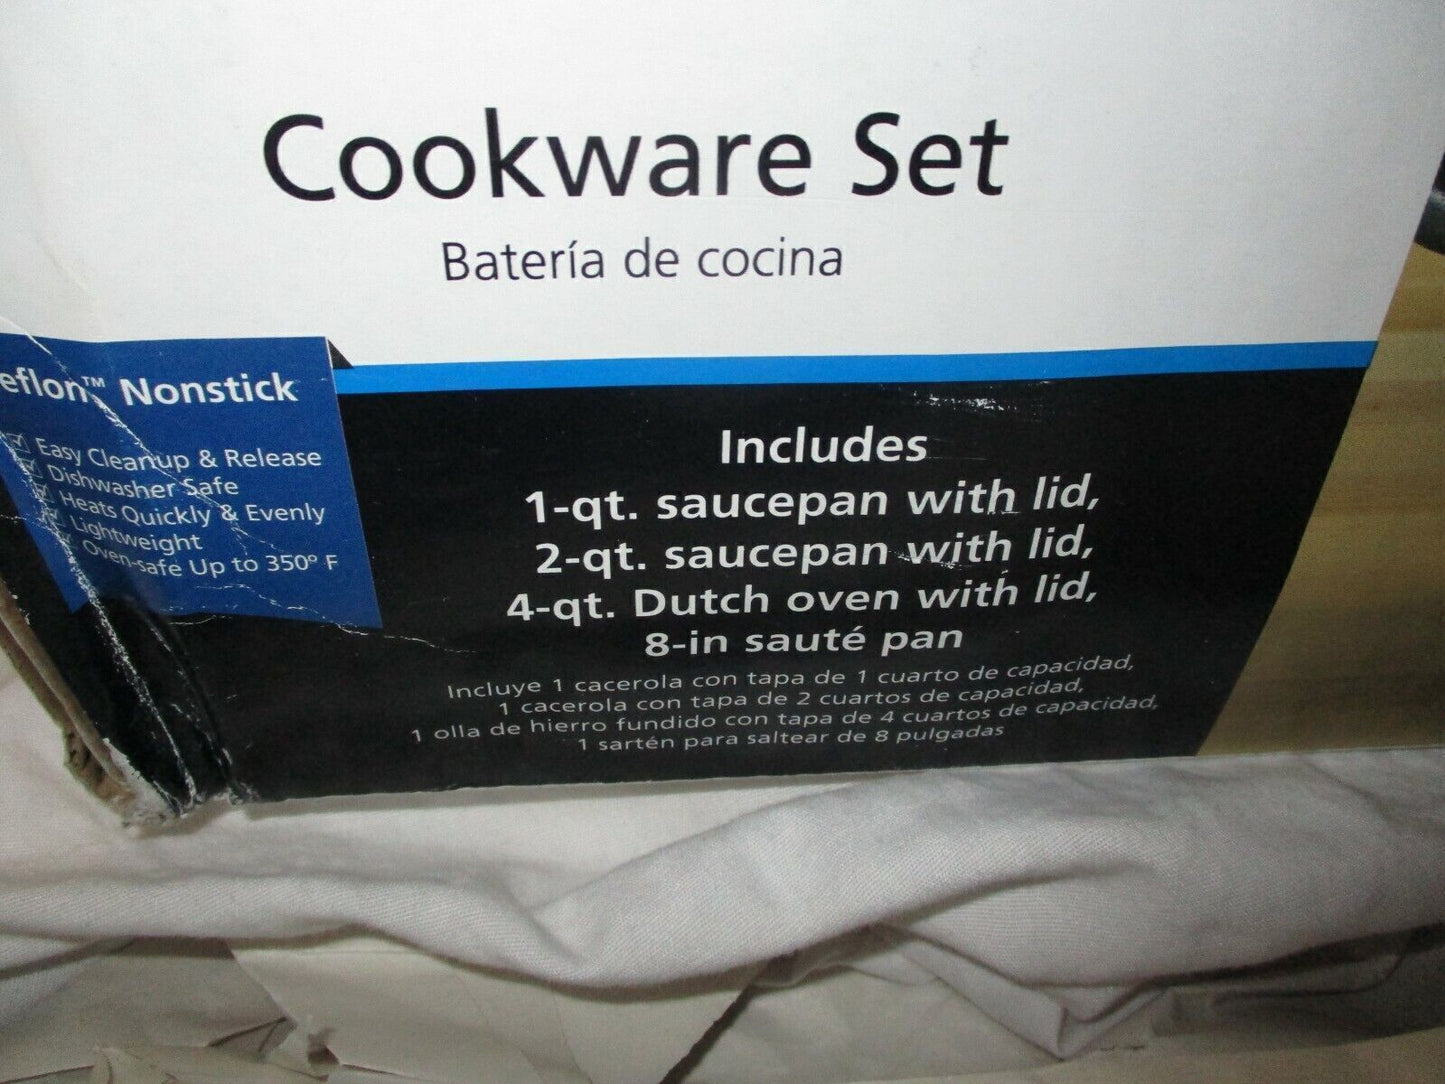 Cookware Set
Batería de cocina
eflon™ Nonstick
Easy Cleanup & Release
Dishwasher Safe
Heats Quickly & Evenly
Lightweight
Oven-safe Up to 350º F
Includes
1-qt. saucepan with lid,
2-qt. saucepan with lid,
4-qt. Dutch oven with lid,
8-in sauté pan
Incluye 1 cacerola con tapa de 1 cuarto de capacidad,
1 cacerola con tapa de 2 cuartos de capacidad,
1 olla de hierro fundido con tapa de 4 cuartos de capacidad,
1 sartén para saltear de 8 pulgadas